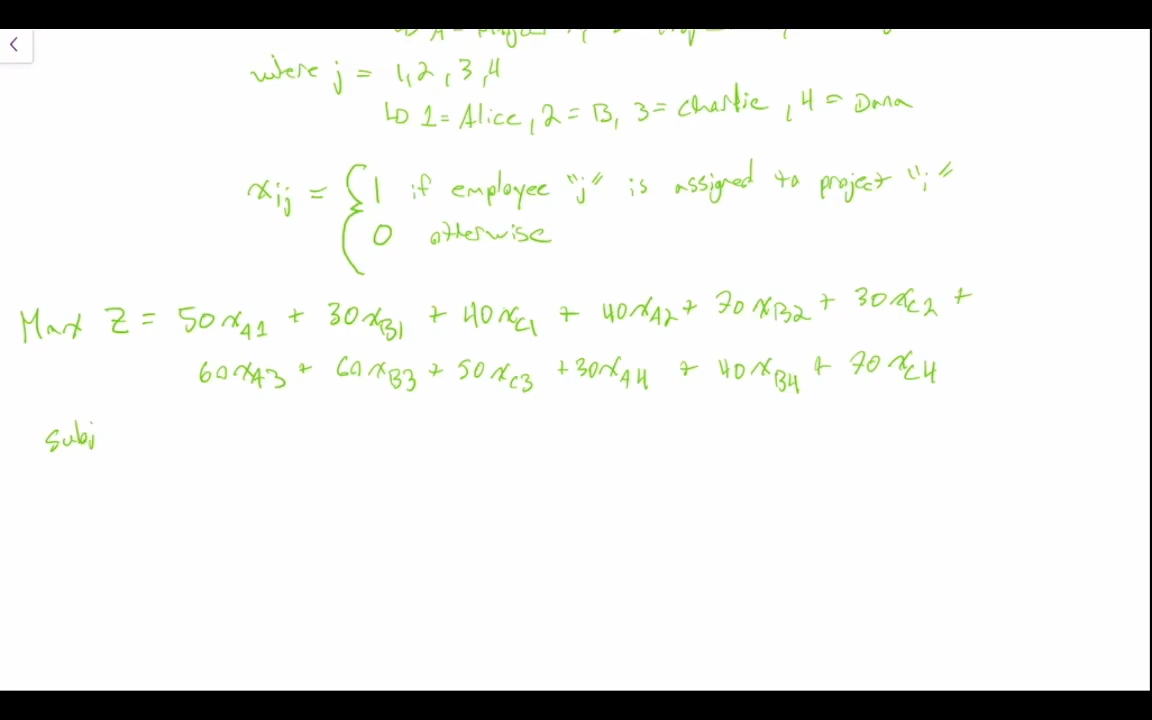 where j = 1,2,3,4
↳ 1= Alice, 2 = B, 3= Charlie, 4 = Dana
xij = { 1 if employee "j" is assigned to project "i"
0 otherwise
Max Z = 50xA1 + 30xB1 + 40xC1 + 40xA2 + 70xB2 + 30xC2 +
60xA3 + 60xB3 + 50xC3 + 30xA4 + 40xB4 + 70xC4
Subj